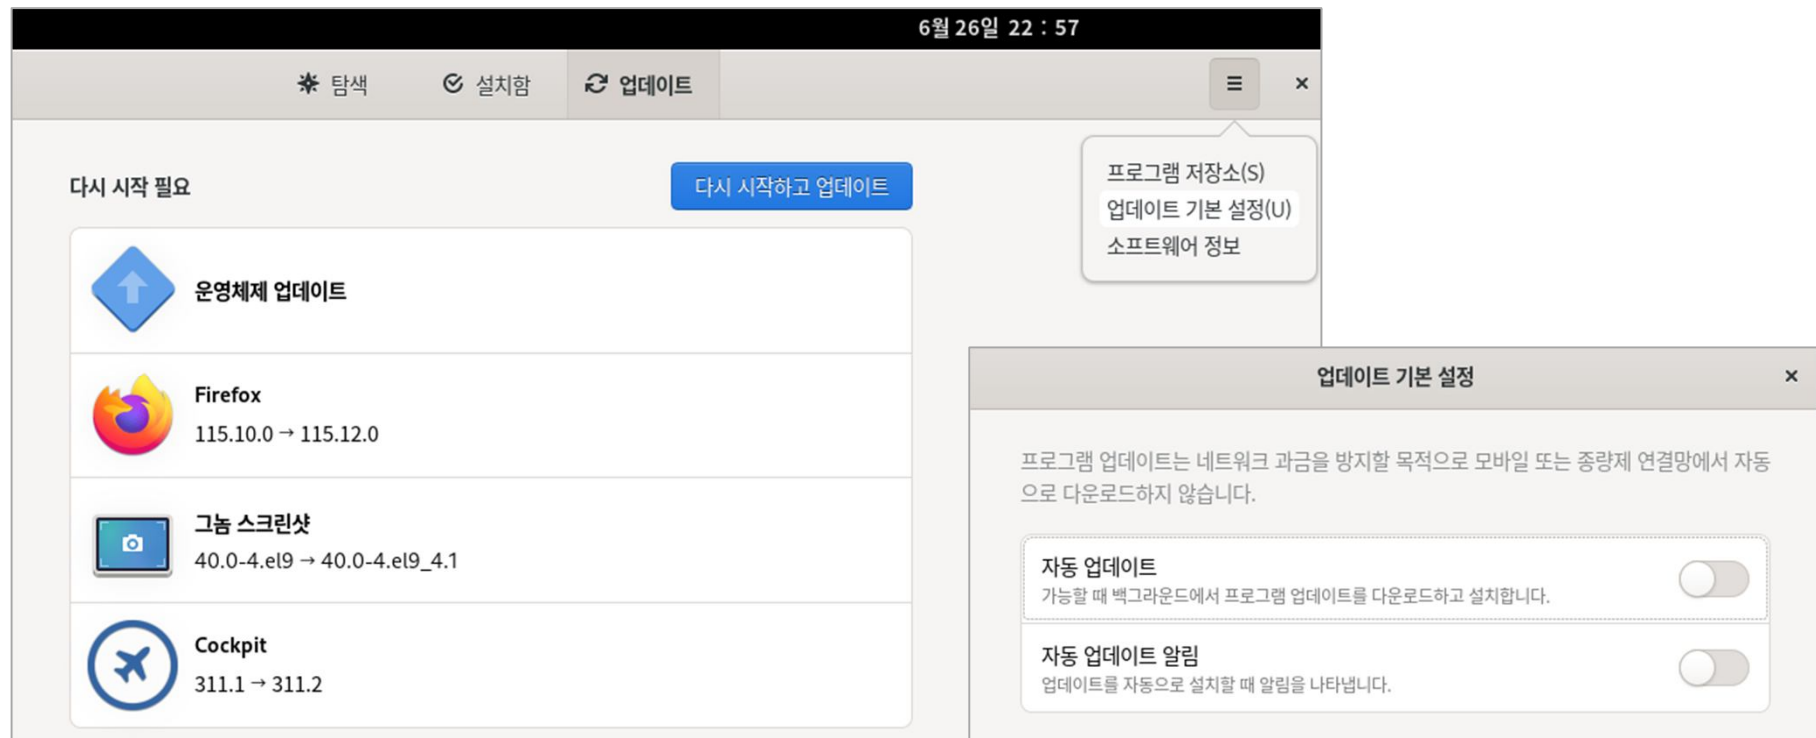 6월 26일 22 : 57
탐색
설치함
업데이트
프로그램 저장소(S)
업데이트 기본 설정(U)
소프트웨어 정보
다시 시작 필요
다시 시작하고 업데이트
운영체제 업데이트
Firefox
115.10.0 → 115.12.0
그놈 스크린샷
40.0-4.el9 → 40.0-4.el9_4.1
Cockpit
311.1 → 311.2
업데이트 기본 설정
프로그램 업데이트는 네트워크 과금을 방지할 목적으로 모바일 또는 종량제 연결망에서 자동
으로 다운로드하지 않습니다.
자동 업데이트
가능할 때 백그라운드에서 프로그램 업데이트를 다운로드하고 설치합니다.
자동 업데이트 알림
업데이트를 자동으로 설치할 때 알림을 나타냅니다.